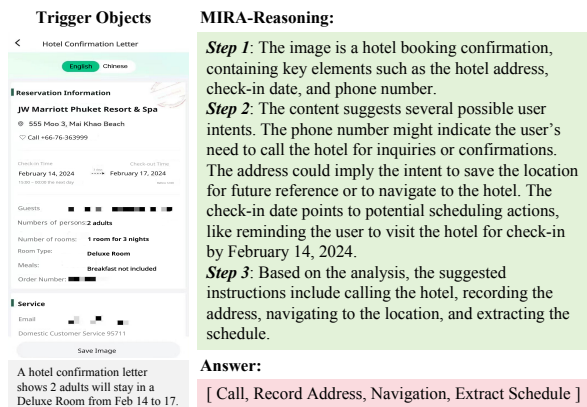 Trigger Objects
Hotel Confirmation Letter
English Chinese
Reservation Information
JW Marriott Phuket Resort & Spa
555 Moo 3, Mai Khao Beach
Call +66-76-363999
Check-in Time Check-out Time
February 14, 2024 February 17, 2024
Guests
Numbers of persons: 2 adults
Number of rooms: 1 room for 3 nights
Room Type: Deluxe Room
Meals: Breakfast not included
Order Number:
Service
Email
Domestic Customer Service 95711
Save Image
A hotel confirmation letter
shows 2 adults will stay in a
Deluxe Room from Feb 14 to 17.
MIRA-Reasoning:
Step 1: The image is a hotel booking confirmation,
containing key elements such as the hotel address,
check-in date, and phone number.
Step 2: The content suggests several possible user
intents. The phone number might indicate the user's
need to call the hotel for inquiries or confirmations.
The address could imply the intent to save the location
for future reference or to navigate to the hotel. The
check-in date points to potential scheduling actions,
like reminding the user to visit the hotel for check-in
by February 14, 2024.
Step 3: Based on the analysis, the suggested
instructions include calling the hotel, recording the
address, navigating to the location, and extracting the
schedule.
Answer:
[ Call, Record Address, Navigation, Extract Schedule ]